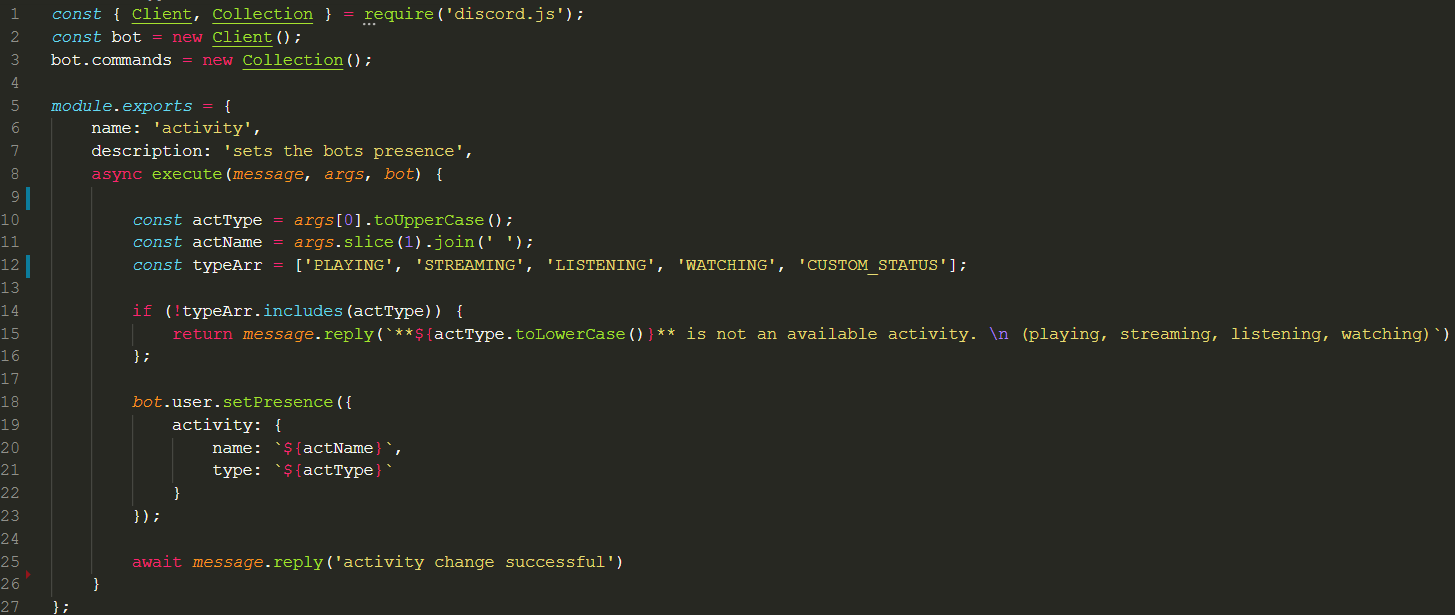 1 const { Client, Collection } = require('discord.js');
2 const bot = new Client();
3 bot.commands = new Collection();
4
5 module.exports = {
6 name: 'activity',
7 description: 'sets the bots presence',
8 async execute(message, args, bot) {
9
10 const actType = args[0].toUpperCase();
11 const actName = args.slice(1).join(' ');
12 const typeArr = ['PLAYING', 'STREAMING', 'LISTENING', 'WATCHING', 'CUSTOM_STATUS'];
13
14 if (!typeArr.includes(actType)) {
15 return message.reply(`**${actType.toLowerCase()}** is not an available activity. \n (playing, streaming, listening, watching)`)
16 };
17
18 bot.user.setPresence({
19 activity: {
20 name: `${actName}`,
21 type: `${actType}`
22 }
23 });
24
25 await message.reply('activity change successful')
26 }
27 };